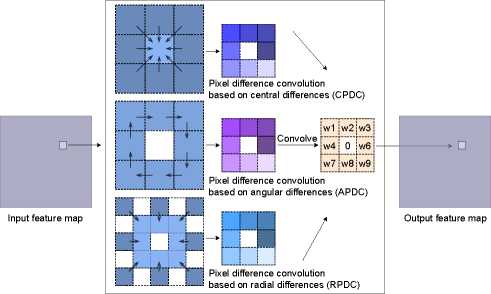 Pixel difference convolution
based on central differences (CPDC)
Convolve
w1 w2 w3
w4 0 w6
w7 w8 w9
Pixel difference convolution
based on angular differences (APDC)
Input feature map
Output feature map
Pixel difference convolution
based on radial differences (RPDC)